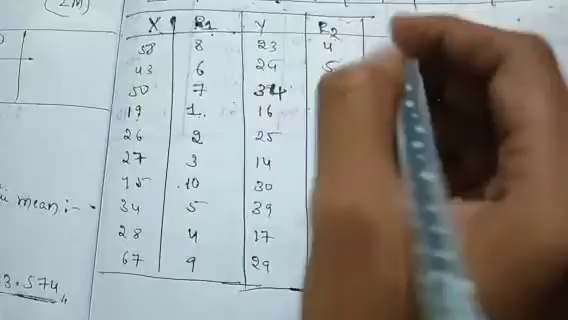 (2M)
X R1 Y R2
58 8 23 4
43 6 24 5
50 7 34
19 1 16
26 2 25
27 3 14
75 10 30
34 5 39
28 4 17
67 9 29
mean :-
3.574